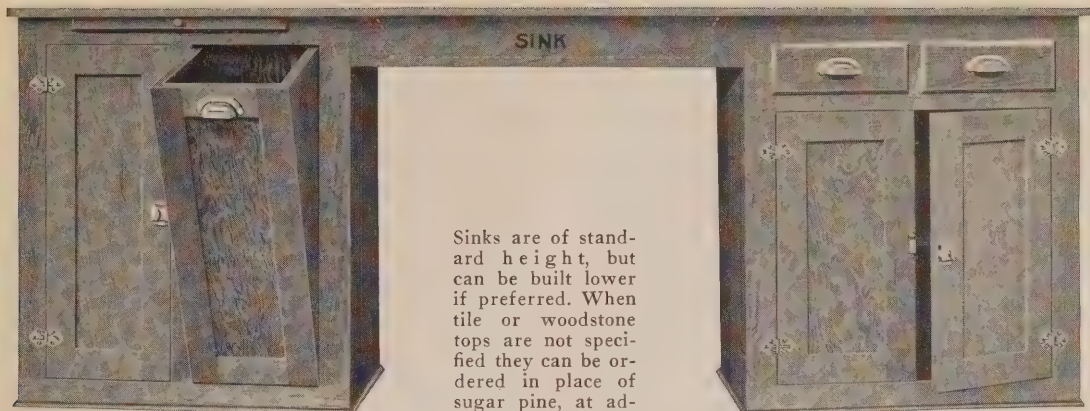 SINK
Sinks are of stand-
ard height, but
can be built lower
if preferred. When
tile or woodstone
tops are not speci-
fied they can be or-
dered in place of
sugar pine, at ad-